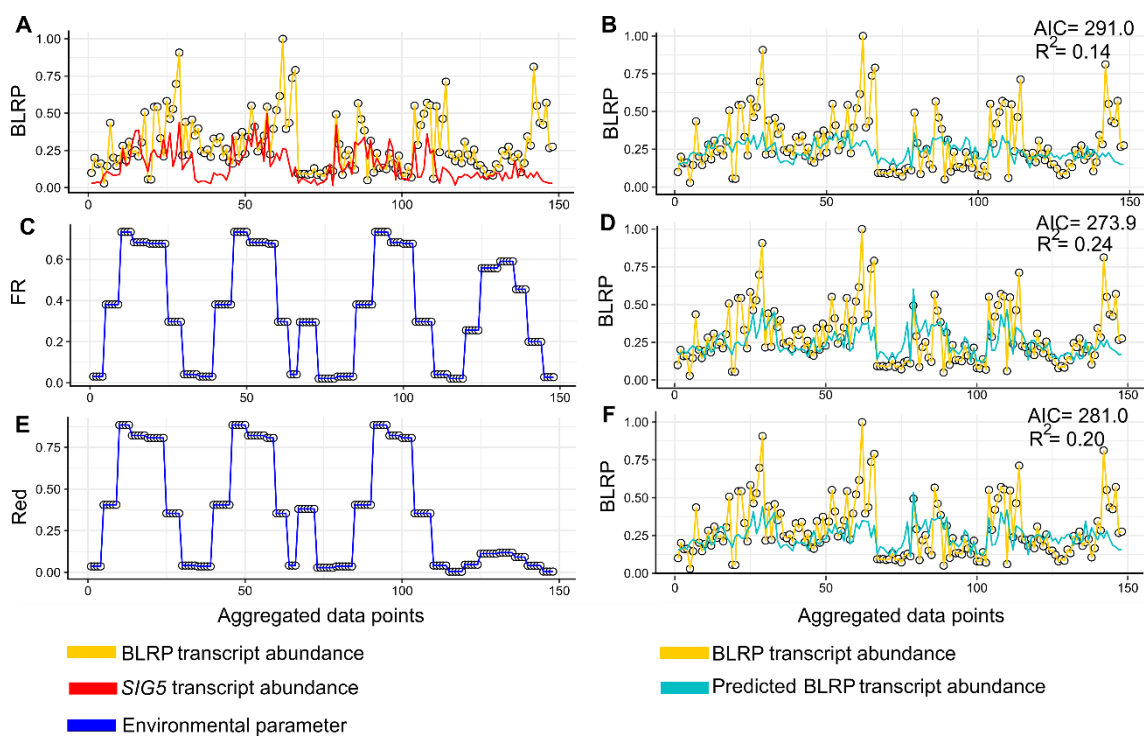 A
BLRP
1.00
0.75
0.50
0.25
0.00
0
50
100
150
B
AIC= 291.0
R²= 0.14
BLRP
1.00
0.75
0.50
0.25
0.00
0
50
100
150
C
FR
0.6
0.4
0.2
0.0
0
50
100
150
D
AIC= 273.9
R²= 0.24
BLRP
1.00
0.75
0.50
0.25
0.00
0
50
100
150
E
Red
0.75
0.50
0.25
0.00
0
50
100
150
Aggregated data points
F
AIC= 281.0
R²= 0.20
BLRP
1.00
0.75
0.50
0.25
0.00
0
50
100
150
Aggregated data points
BLRP transcript abundance
SIG5 transcript abundance
Environmental parameter
BLRP transcript abundance
Predicted BLRP transcript abundance